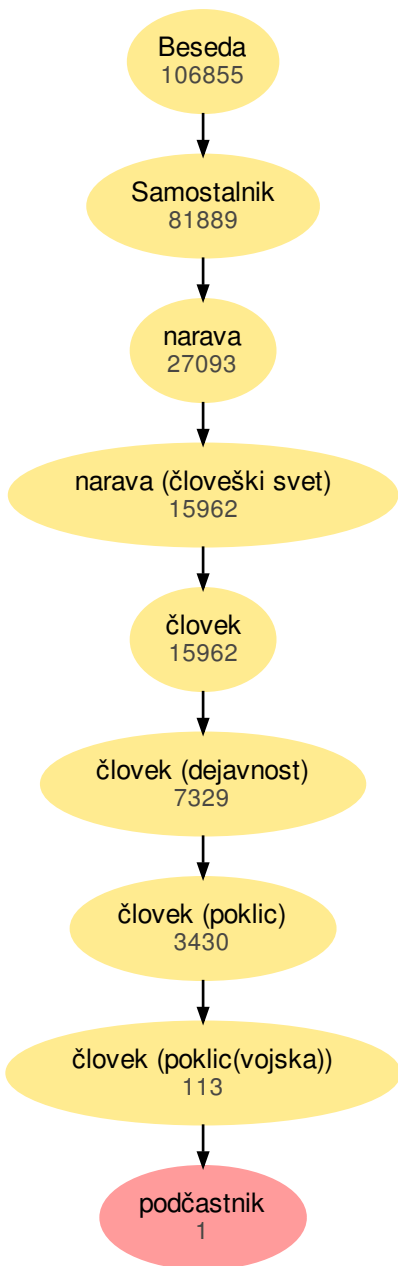 Beseda
106855
Samostalnik
81889
narava
27093
narava (človeški svet)
15962
človek
15962
človek (dejavnost)
7329
človek (poklic)
3430
človek (poklic(vojska))
113
podčastnik
1